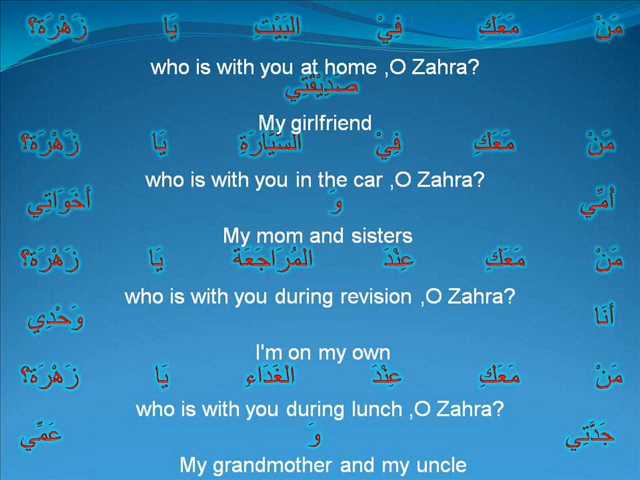 مَنْ مَعَكِ فِيْ البَيْتِ يَا زَهْرَة؟
who is with you at home ,O Zahra?
صَدِيْقَتِي
My girlfriend
مَنْ مَعَكِ فِيْ السَيَّارَةِ يَا زَهْرَة؟
who is with you in the car ,O Zahra?
أُمِّي وَ أَخَوَاتِي
My mom and sisters
مَنْ مَعَكِ عِنْدَ المُرَاجَعَة يَا زَهْرَة؟
who is with you during revision ,O Zahra?
أنَا وَحْدِي
I'm on my own
مَنْ مَعَكِ عِنْدَ الغَدَاءِ يَا زَهْرَة؟
who is with you during lunch ,O Zahra?
جَدَّتِي وَ عَمِّي
My grandmother and my uncle